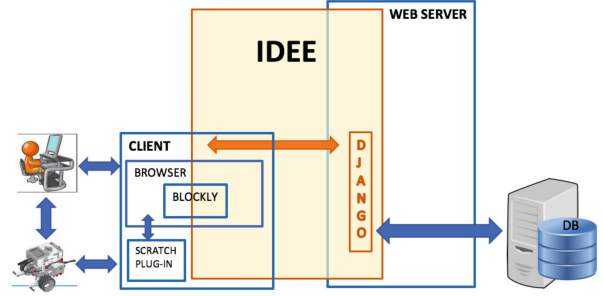 WEB SERVER
IDEE
CLIENT
BROWSER
BLOCKLY
SCRATCH
PLUG-IN
D
J
A
N
G
O
DB